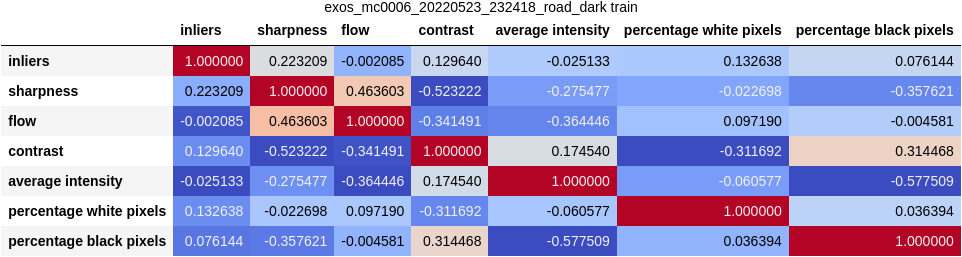 exos_mc0006_20220523_232418_road_dark train
inliers sharpness flow contrast average intensity percentage white pixels percentage black pixels
inliers 1.000000 0.223209 -0.002085 0.129640 -0.025133 0.132638 0.076144
sharpness 0.223209 1.000000 0.463603 -0.523222 -0.275477 -0.022698 -0.357621
flow -0.002085 0.463603 1.000000 -0.341491 -0.364446 0.097190 -0.004581
contrast 0.129640 -0.523222 -0.341491 1.000000 0.174540 -0.311692 0.314468
average intensity -0.025133 -0.275477 -0.364446 0.174540 1.000000 -0.060577 -0.577509
percentage white pixels 0.132638 -0.022698 0.097190 -0.311692 -0.060577 1.000000 0.036394
percentage black pixels 0.076144 -0.357621 -0.004581 0.314468 -0.577509 0.036394 1.000000